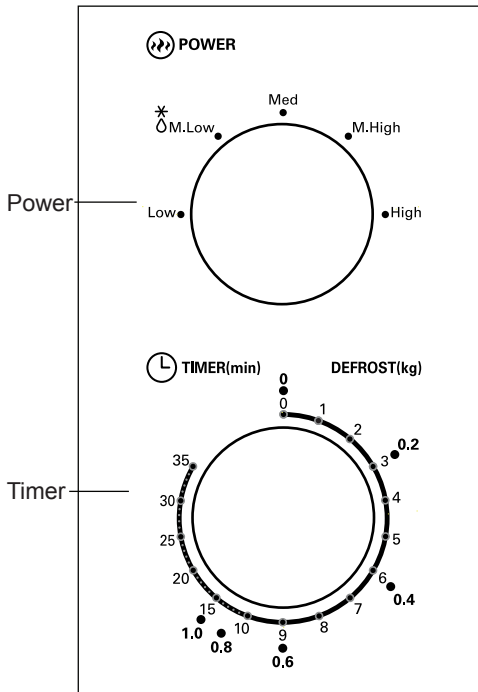 POWER
Med
M.Low
M.High
Power
Low
High
TIMER(min)
DEFROST(kg)
0
0
1
2
3
0.2
35
4
Timer
30
5
25
6
20
0.4
7
15
8
10
9
1.0
0.8
0.6